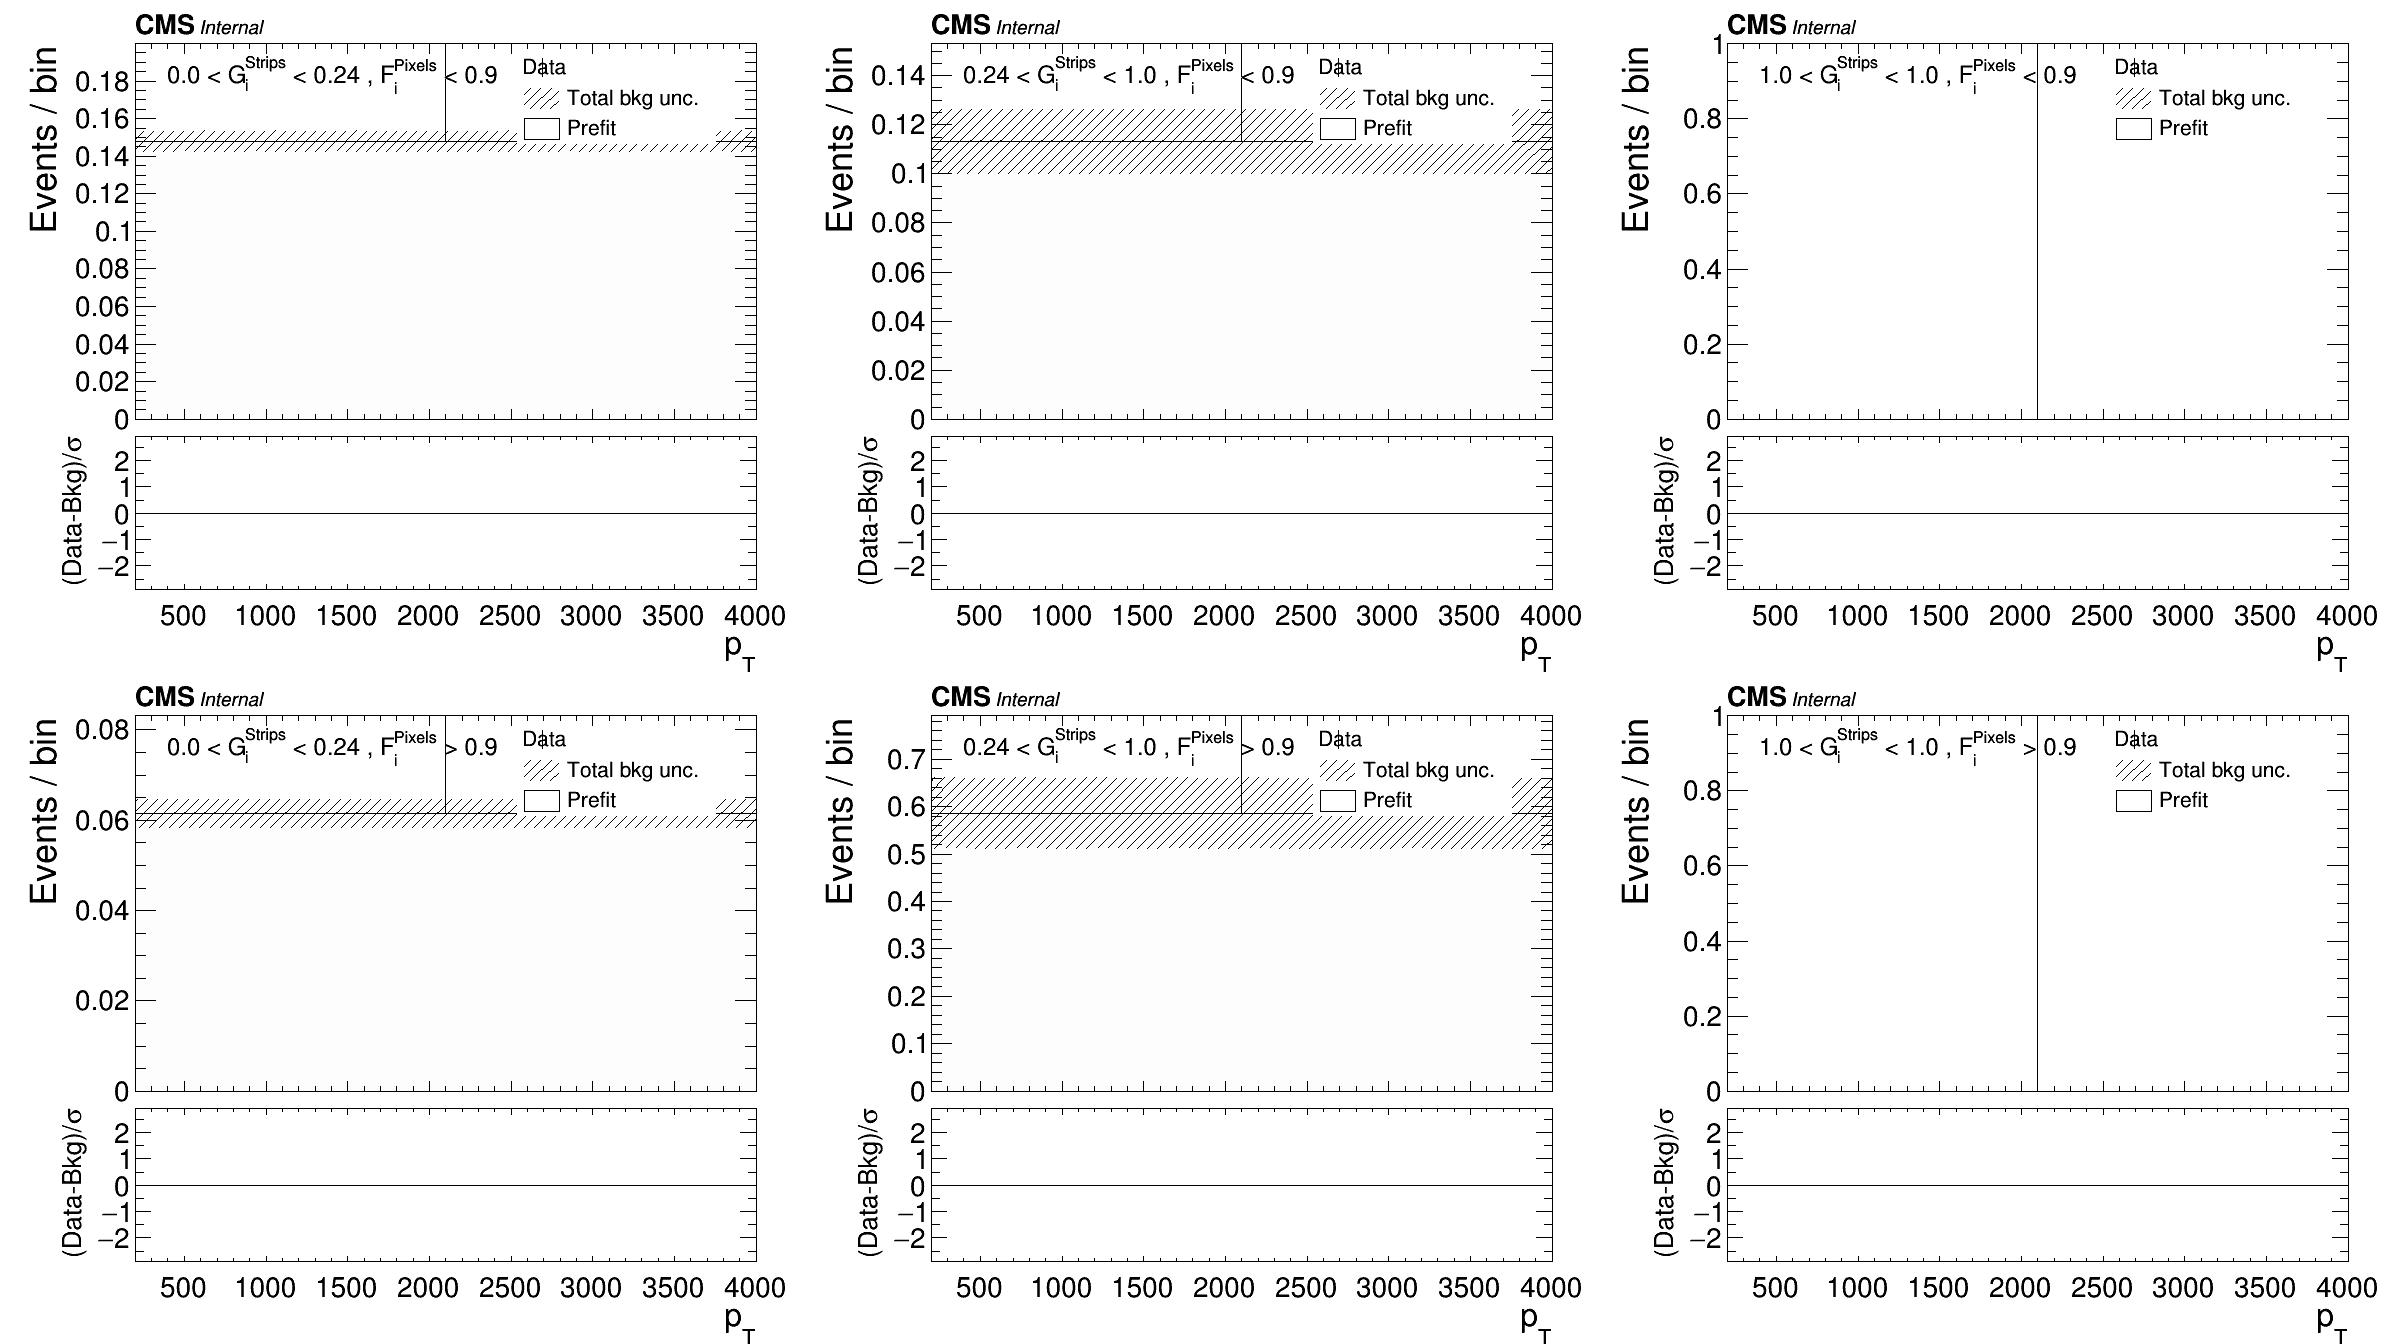 CMS Internal
Events / bin
0.0 < G_i^Strips < 0.24 , F_i^Pixels < 0.9
Data
Total bkg unc.
Prefit
0.18
0.16
0.14
0.12
0.1
0.08
0.06
0.04
0.02
0
(Data-Bkg)/σ
2
1
0
−1
−2
500 1000 1500 2000 2500 3000 3500 4000
p_T
CMS Internal
Events / bin
0.24 < G_i^Strips < 1.0 , F_i^Pixels < 0.9
Data
Total bkg unc.
Prefit
0.14
0.12
0.1
0.08
0.06
0.04
0.02
0
(Data-Bkg)/σ
2
1
0
−1
−2
500 1000 1500 2000 2500 3000 3500 4000
p_T
CMS Internal
Events / bin
1.0 < G_i^Strips < 1.0 , F_i^Pixels < 0.9
Data
Total bkg unc.
Prefit
1
0.8
0.6
0.4
0.2
0
(Data-Bkg)/σ
2
1
0
−1
−2
500 1000 1500 2000 2500 3000 3500 4000
p_T
CMS Internal
Events / bin
0.0 < G_i^Strips < 0.24 , F_i^Pixels > 0.9
Data
Total bkg unc.
Prefit
0.08
0.06
0.04
0.02
0
(Data-Bkg)/σ
2
1
0
−1
−2
500 1000 1500 2000 2500 3000 3500 4000
p_T
CMS Internal
Events / bin
0.24 < G_i^Strips < 1.0 , F_i^Pixels > 0.9
Data
Total bkg unc.
Prefit
0.7
0.6
0.5
0.4
0.3
0.2
0.1
0
(Data-Bkg)/σ
2
1
0
−1
−2
500 1000 1500 2000 2500 3000 3500 4000
p_T
CMS Internal
Events / bin
1.0 < G_i^Strips < 1.0 , F_i^Pixels > 0.9
Data
Total bkg unc.
Prefit
1
0.8
0.6
0.4
0.2
0
(Data-Bkg)/σ
2
1
0
−1
−2
500 1000 1500 2000 2500 3000 3500 4000
p_T